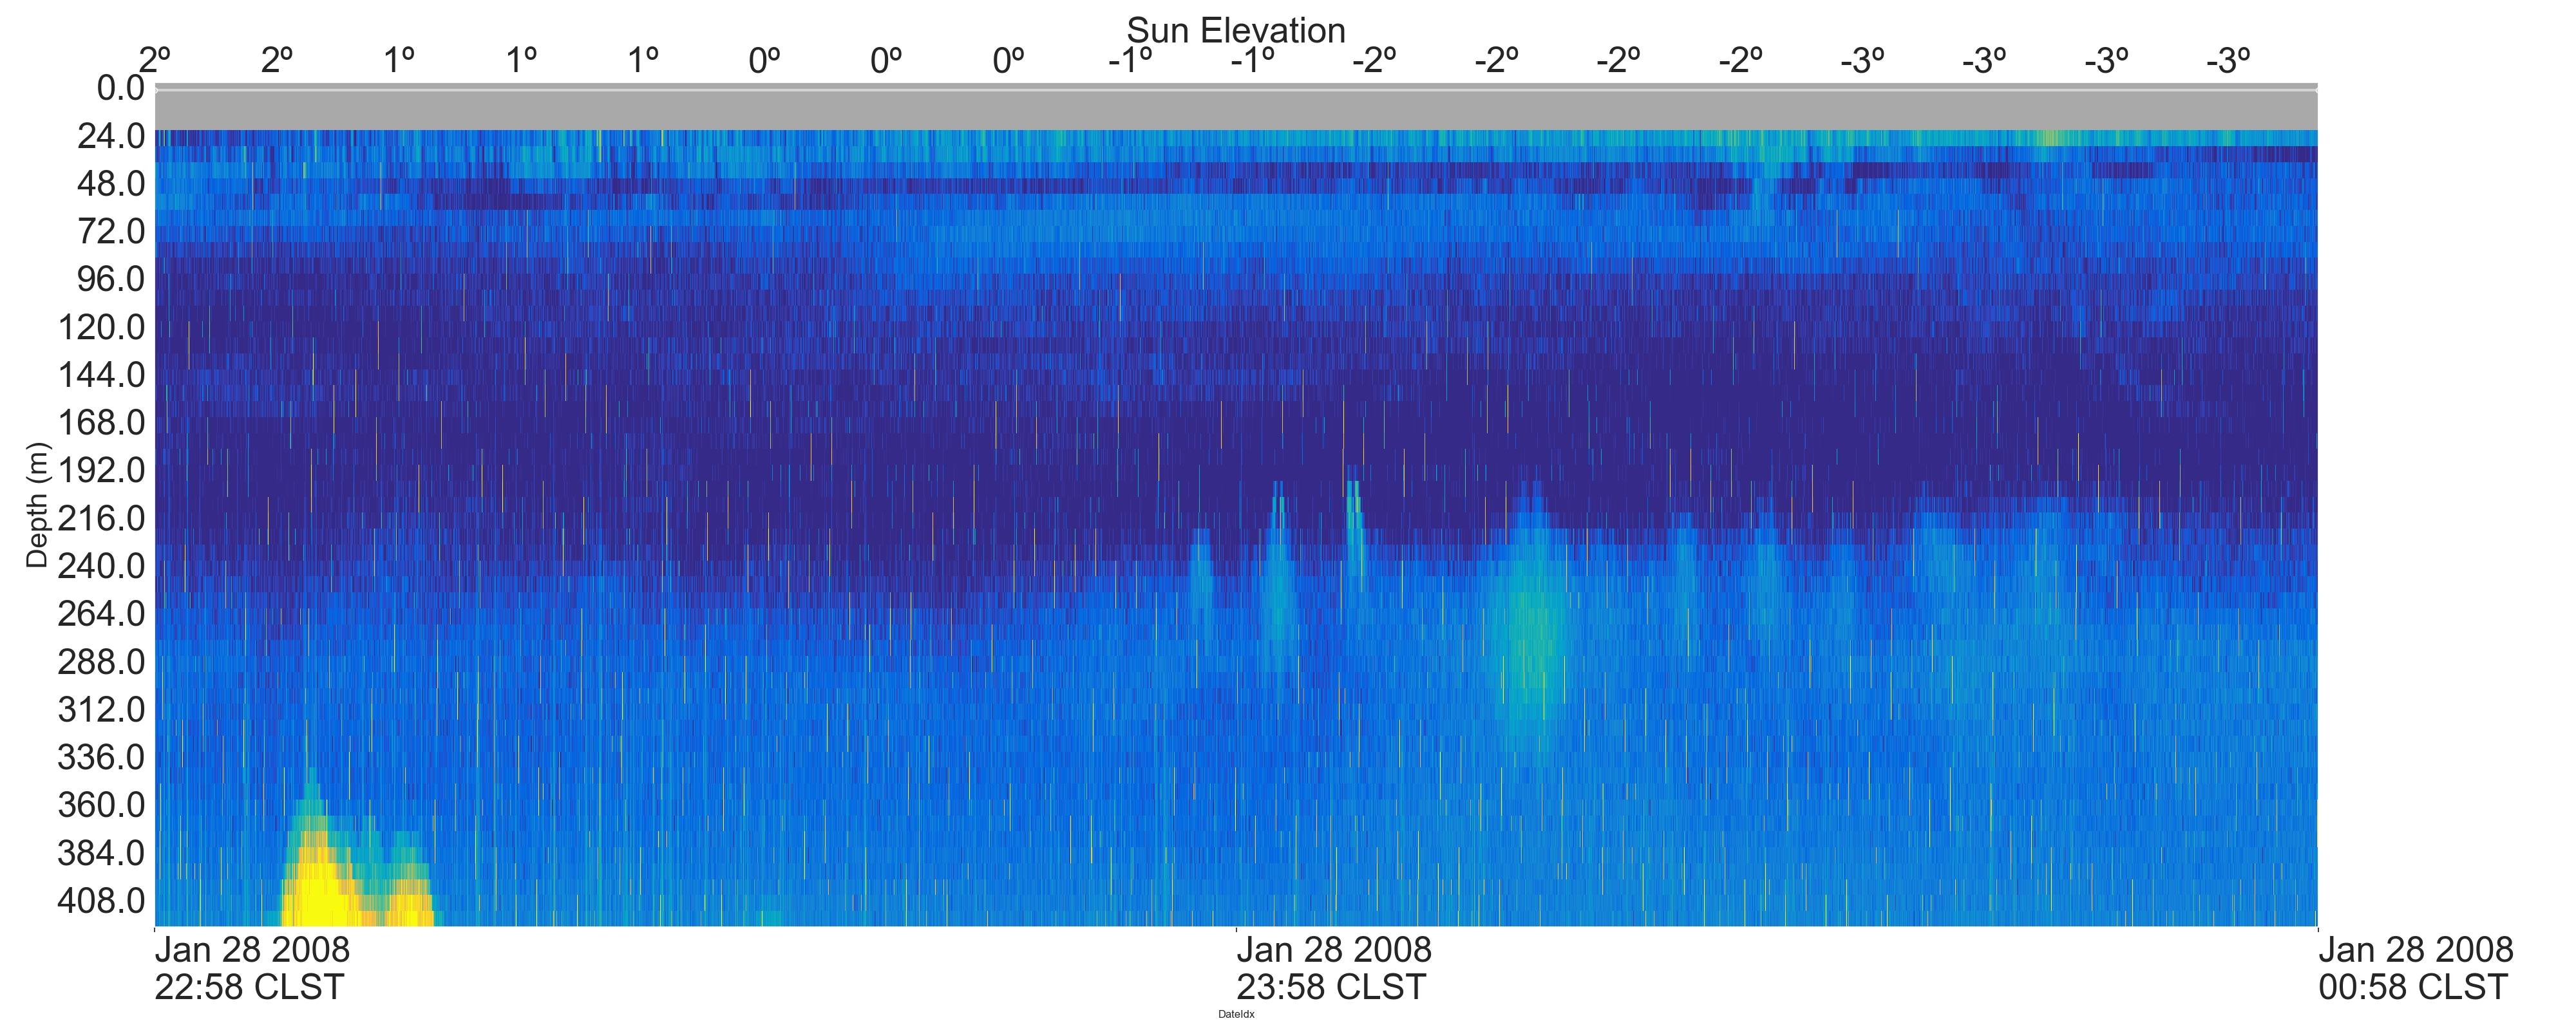 Sun Elevation
2º 2º 1º 1º 1º 0º 0º 0º -1º -1º -2º -2º -2º -2º -3º -3º -3º -3º
0.0
24.0
48.0
72.0
96.0
120.0
144.0
168.0
192.0
216.0
240.0
264.0
288.0
312.0
336.0
360.0
384.0
408.0
Depth (m)
Jan 28 2008
22:58 CLST
Jan 28 2008
23:58 CLST
Jan 28 2008
00:58 CLST
DateIdx